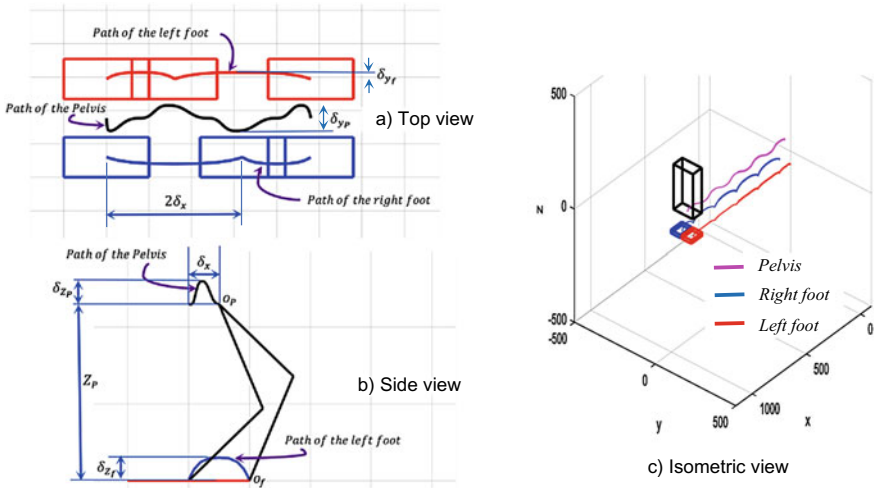 Path of the left foot
δyf
Path of the Pelvis
δyP
a) Top view
2δx
Path of the right foot
Path of the Pelvis
δx
δzP
oP
ZP
b) Side view
Path of the left foot
δzf
of
500
N
0
-500
-500
0
500
y
1000
500
0
x
Pelvis
Right foot
Left foot
c) Isometric view